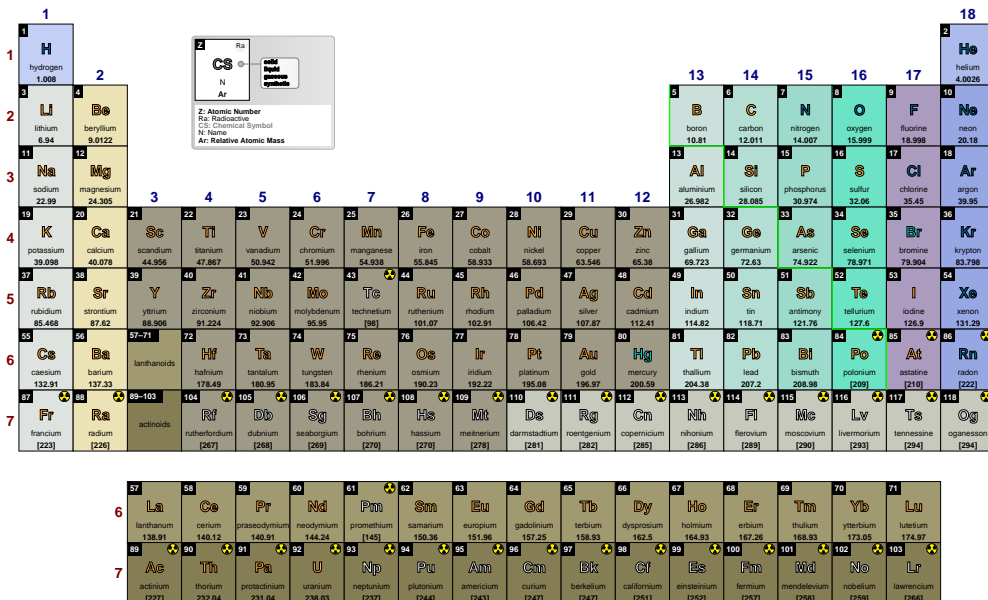 1 18
1 H hydrogen 1.008
2 He helium 4.0026
Z Ra
CS
N
Ar
solid
liquid
gaseous
synthetic
Z: Atomic Number
Ra: Radioactive
CS: Chemical Symbol
N: Name
Ar: Relative Atomic Mass
1
2 13 14 15 16 17
3 Li lithium 6.94
4 Be beryllium 9.0122
5 B boron 10.81
6 C carbon 12.011
7 N nitrogen 14.007
8 O oxygen 15.999
9 F fluorine 18.998
10 Ne neon 20.18
2
11 Na sodium 22.99
12 Mg magnesium 24.305
13 Al aluminium 26.982
14 Si silicon 28.085
15 P phosphorus 30.974
16 S sulfur 32.06
17 Cl chlorine 35.45
18 Ar argon 39.95
3
3 4 5 6 7 8 9 10 11 12
19 K potassium 39.098
20 Ca calcium 40.078
21 Sc scandium 44.956
22 Ti titanium 47.867
23 V vanadium 50.942
24 Cr chromium 51.996
25 Mn manganese 54.938
26 Fe iron 55.845
27 Co cobalt 58.933
28 Ni nickel 58.693
29 Cu copper 63.546
30 Zn zinc 65.38
31 Ga gallium 69.723
32 Ge germanium 72.63
33 As arsenic 74.922
34 Se selenium 78.971
35 Br bromine 79.904
36 Kr krypton 83.798
4
37 Rb rubidium 85.468
38 Sr strontium 87.62
39 Y yttrium 88.906
40 Zr zirconium 91.224
41 Nb niobium 92.906
42 Mo molybdenum 95.95
43 Tc technetium [98]
44 Ru ruthenium 101.07
45 Rh rhodium 102.91
46 Pd palladium 106.42
47 Ag silver 107.87
48 Cd cadmium 112.41
49 In indium 114.82
50 Sn tin 118.71
51 Sb antimony 121.76
52 Te tellurium 127.6
53 I iodine 126.9
54 Xe xenon 131.29
5
55 Cs caesium 132.91
56 Ba barium 137.33
57–71 lanthanoids
72 Hf hafnium 178.49
73 Ta tantalum 180.95
74 W tungsten 183.84
75 Re rhenium 186.21
76 Os osmium 190.23
77 Ir iridium 192.22
78 Pt platinum 195.08
79 Au gold 196.97
80 Hg mercury 200.59
81 Tl thallium 204.38
82 Pb lead 207.2
83 Bi bismuth 208.98
84 Po polonium [209]
85 At astatine [210]
86 Rn radon [222]
6
87 Fr francium [223]
88 Ra radium [226]
89–103 actinoids
104 Rf rutherfordium [267]
105 Db dubnium [268]
106 Sg seaborgium [269]
107 Bh bohrium [270]
108 Hs hassium [270]
109 Mt meitnerium [278]
110 Ds darmstadtium [281]
111 Rg roentgenium [282]
112 Cn copernicium [285]
113 Nh nihonium [286]
114 Fl flerovium [289]
115 Mc moscovium [290]
116 Lv livermorium [293]
117 Ts tennessine [294]
118 Og oganesson [294]
7
57 La lanthanum 138.91
58 Ce cerium 140.12
59 Pr praseodymium 140.91
60 Nd neodymium 144.24
61 Pm promethium [145]
62 Sm samarium 150.36
63 Eu europium 151.96
64 Gd gadolinium 157.25
65 Tb terbium 158.93
66 Dy dysprosium 162.5
67 Ho holmium 164.93
68 Er erbium 167.26
69 Tm thulium 168.93
70 Yb ytterbium 173.05
71 Lu lutetium 174.97
6
89 Ac actinium [227]
90 Th thorium 232.04
91 Pa protactinium 231.04
92 U uranium 238.03
93 Np neptunium [237]
94 Pu plutonium [244]
95 Am americium [243]
96 Cm curium [247]
97 Bk berkelium [247]
98 Cf californium [251]
99 Es einsteinium [252]
100 Fm fermium [257]
101 Md mendelevium [258]
102 No nobelium [259]
103 Lr lawrencium [266]
7